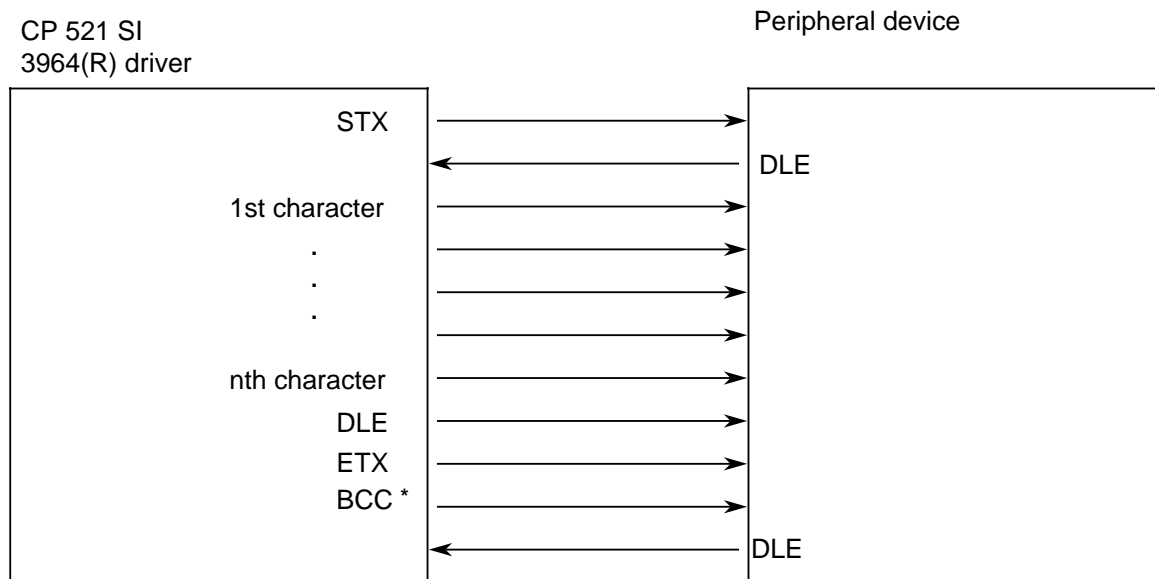 CP 521 SI
3964(R) driver
Peripheral device
STX
DLE
1st character
.
.
.
nth character
DLE
ETX
BCC *
DLE